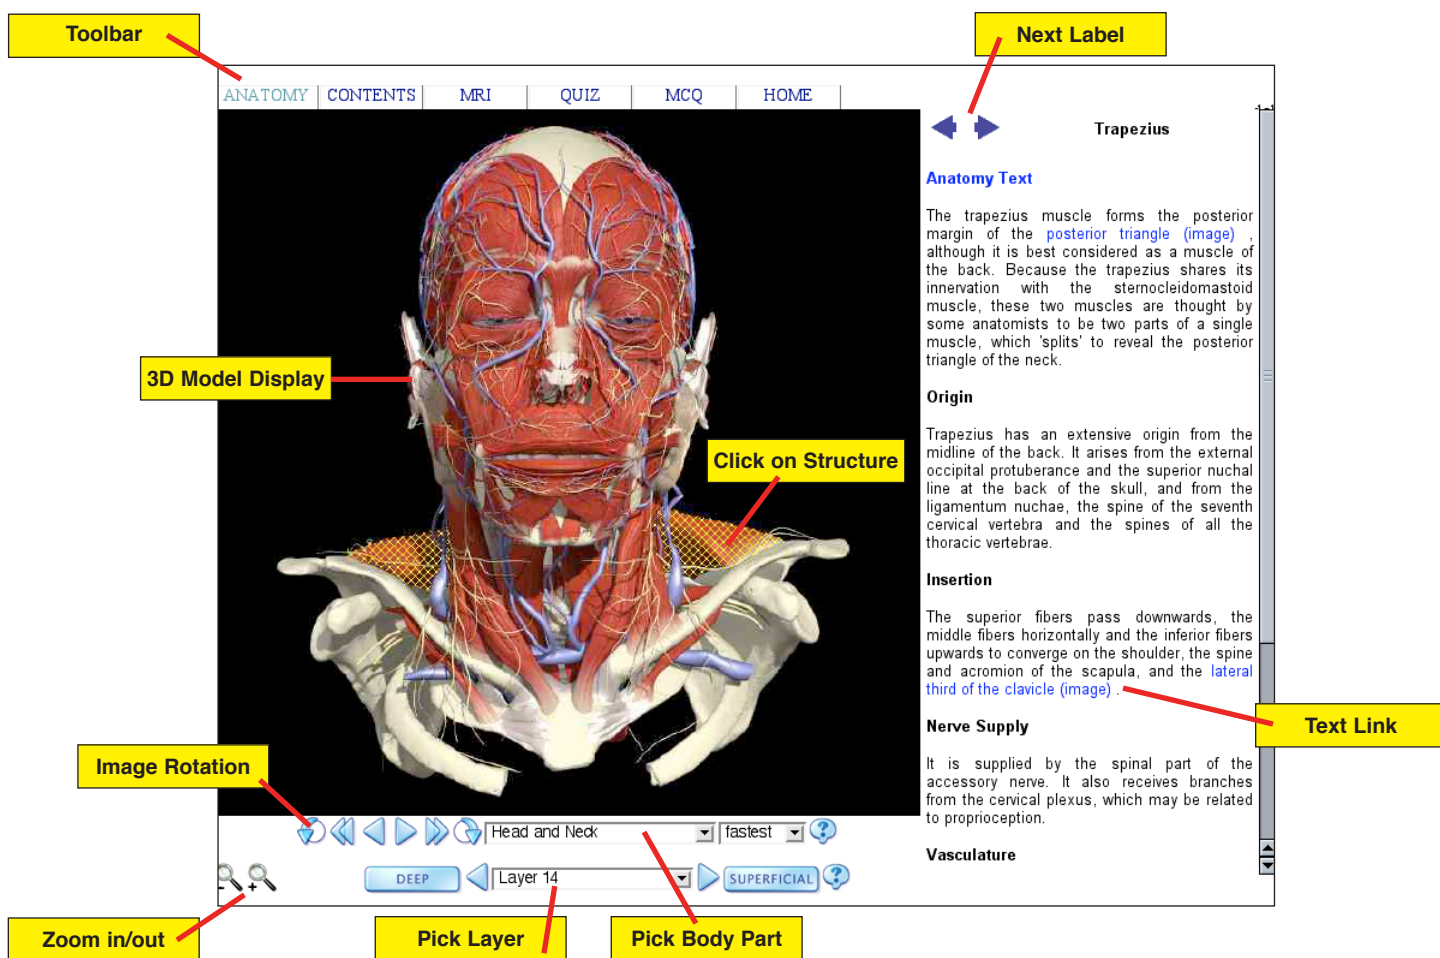 Toolbar
Next Label
ANATOMY CONTENTS MRI QUIZ MCQ HOME
Trapezius
Anatomy Text
The trapezius muscle forms the posterior
margin of the posterior triangle (image) ,
although it is best considered as a muscle of
the back. Because the trapezius shares its
innervation with the sternocleidomastoid
muscle, these two muscles are thought by
some anatomists to be two parts of a single
muscle, which 'splits' to reveal the posterior
triangle of the neck.
3D Model Display
Origin
Trapezius has an extensive origin from the
midline of the back. It arises from the external
occipital protuberance and the superior nuchal
line at the back of the skull, and from the
ligamentum nuchae, the spine of the seventh
cervical vertebra and the spines of all the
thoracic vertebrae.
Click on Structure
Insertion
The superior fibers pass downwards, the
middle fibers horizontally and the inferior fibers
upwards to converge on the shoulder, the spine
and acromion of the scapula, and the lateral
third of the clavicle (image) .
Text Link
Nerve Supply
It is supplied by the spinal part of the
accessory nerve. It also receives branches
from the cervical plexus, which may be related
to proprioception.
Vasculature
Image Rotation
Head and Neck fastest ?
DEEP Layer 14 SUPERFICIAL ?
Zoom in/out
Pick Layer
Pick Body Part